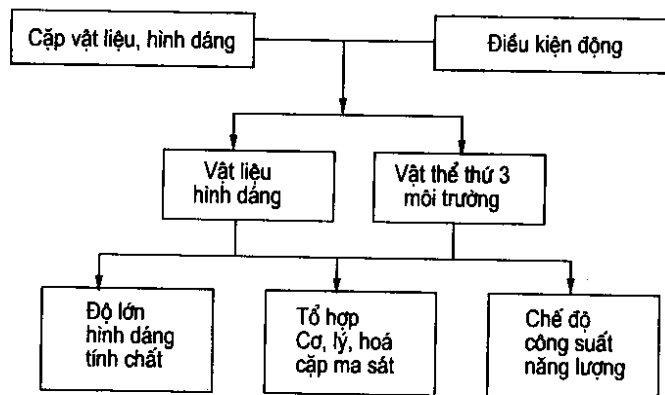 Cặp vật liệu, hình dáng
Điều kiện động
Vật liệu
hình dáng
Vật thể thứ 3
môi trường
Độ lớn
hình dáng
tính chất
Tổ hợp
Cơ, lý, hoá
cặp ma sát
Chế độ
công suất
năng lượng